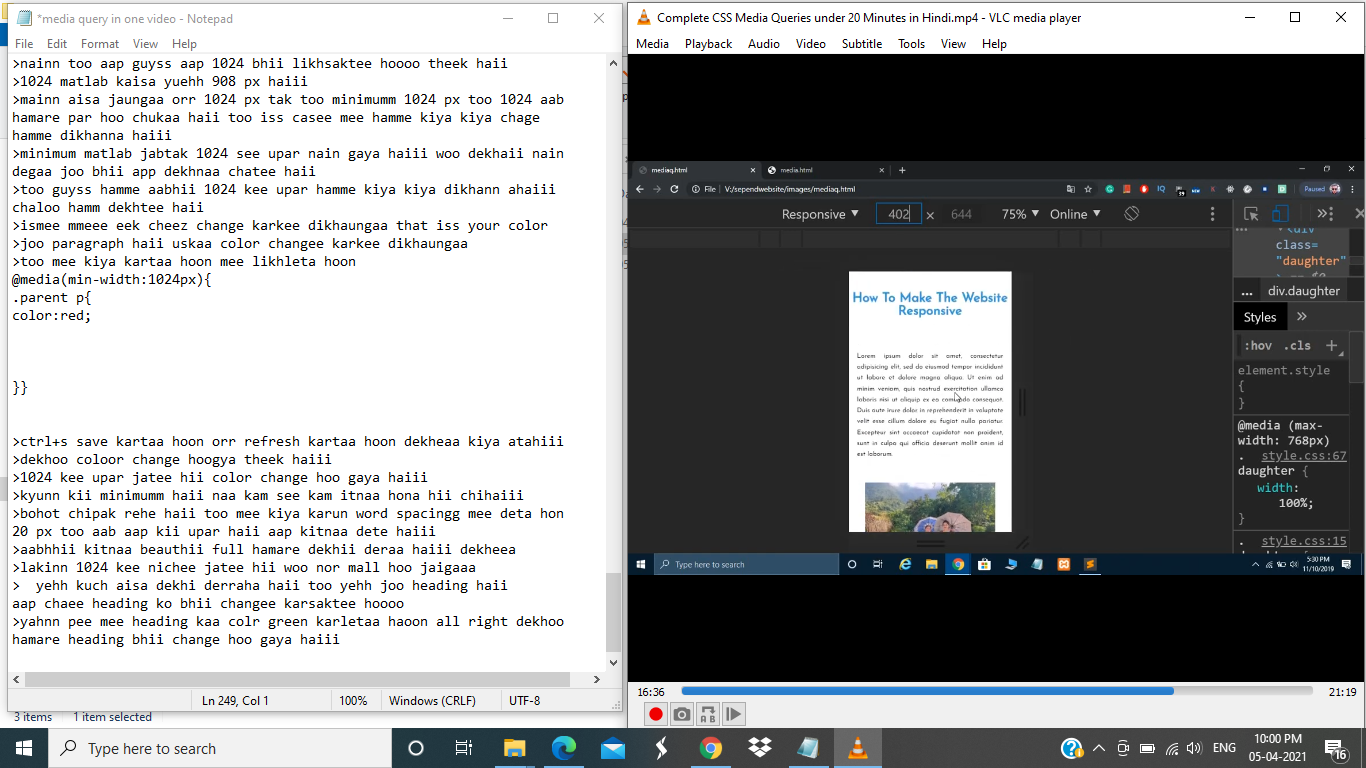 *media query in one video - Notepad
File Edit Format View Help
>nainn too aap guyss aap 1024 bhii likhsaktee hoooo theek haii
>1024 matlab kaisa yuehh 908 px haiii
>mainn aisa jaungaa orr 1024 px tak too minimumm 1024 px too 1024 aab
hamare par hoo chukaa haii too iss casee mee hamme kiya kiya chage
hamme dikhanna haiii
>minimum matlab jabtak 1024 see upar nain gaya haiii woo dekhaii nain
degaa joo bhii app dekhnaa chatee haii
>too guyss hamme aabhii 1024 kee upar hamme kiya kiya dikhann ahaiii
chaloo hamm dekhtee haii
>ismee mmeee eek cheez change karkee dikhaungaa that iss your color
>joo paragraph haii uskaa color changee karkee dikhaungaa
>too mee kiya kartaa hoon mee likhleta hoon
@media(min-width:1024px){
.parent p{
color:red;
}}
>ctrl+s save kartaa hoon orr refresh kartaa hoon dekheaa kiya atahiii
>dekhoo coloor change hoogya theek haiii
>1024 kee upar jatee hii color change hoo gaya haiii
>kyunn kii minimumm haii naa kam see kam itnaa hona hii chihaiii
>bohot chipak rehe haii too mee kiya karun word spacingg mee deta hon
20 px too aab aap kii upar haii aap kitnaa dete haiii
>aabhhii kitnaa beauthii full hamare dekhii deraa haiii dekheea
>lakinn 1024 kee nichee jatee hii woo nor mall hoo jaigaaa
>  yehh kuch aisa dekhi derraha haii too yehh joo heading haii
aap chaee heading ko bhii changee karsaktee hoooo
>yahnn pee mee heading kaa colr green karletaa haoon all right dekhoo
hamare heading bhii change hoo gaya haiii
Ln 249, Col 1 100% Windows (CRLF) UTF-8
3 items 1 item selected
Complete CSS Media Queries under 20 Minutes in Hindi.mp4 - VLC media player
Media Playback Audio Video Subtitle Tools View Help
mediaq.html media.html
File V:/sependwebsite/images/mediaq.html Paused
Responsive 402 × 644 75% Online
<div
class=
"daughter"
... div.daughter
Styles
:hov .cls +
element.style
{
}
@media (max-
width: 768px)
. style.css:67
daughter {
width:
100%;
}
. style.css:15
How To Make The Website
Responsive
Lorem ipsum dolor sit amet, consectetur
adipisicing elit, sed do eiusmod tempor incididunt
ut labore et dolore magna aliqua. Ut enim ad
minim veniam, quis nostrud exercitation ullamco
laboris nisi ut aliquip ex ea commodo consequat.
Duis aute irure dolor in reprehenderit in voluptate
velit esse cillum dolore eu fugiat nulla pariatur.
Excepteur sint occaecat cupidatat non proident,
sunt in culpa qui officia deserunt mollit anim id
est laborum.
Type here to search
5:30 PM
11/10/2019
16:36 21:19
Type here to search
ENG
10:00 PM
05-04-2021
16